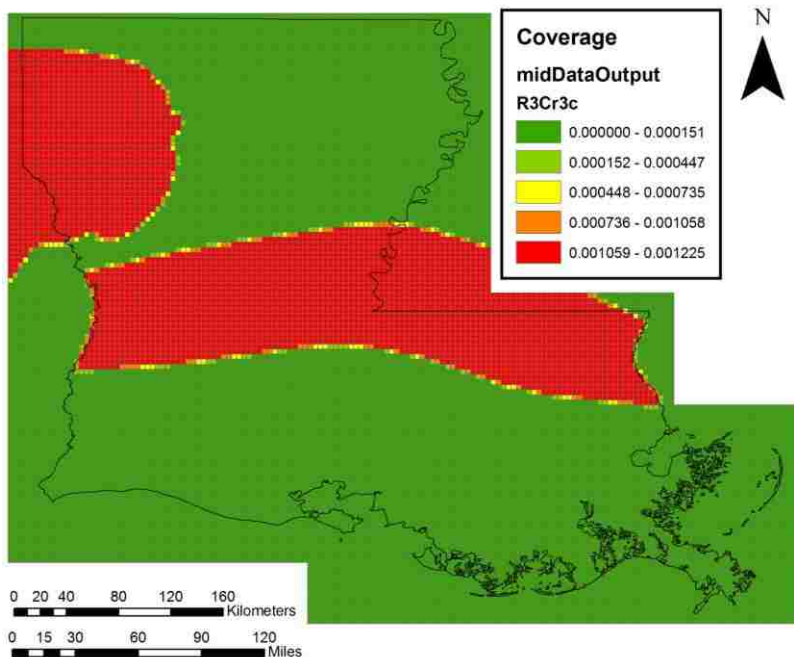 Coverage
midDataOutput
R3Cr3c
0.000000 - 0.000151
0.000152 - 0.000447
0.000448 - 0.000735
0.000736 - 0.001058
0.001059 - 0.001225
N
0 20 40 80 120 160
Kilometers
0 15 30 60 90 120
Miles